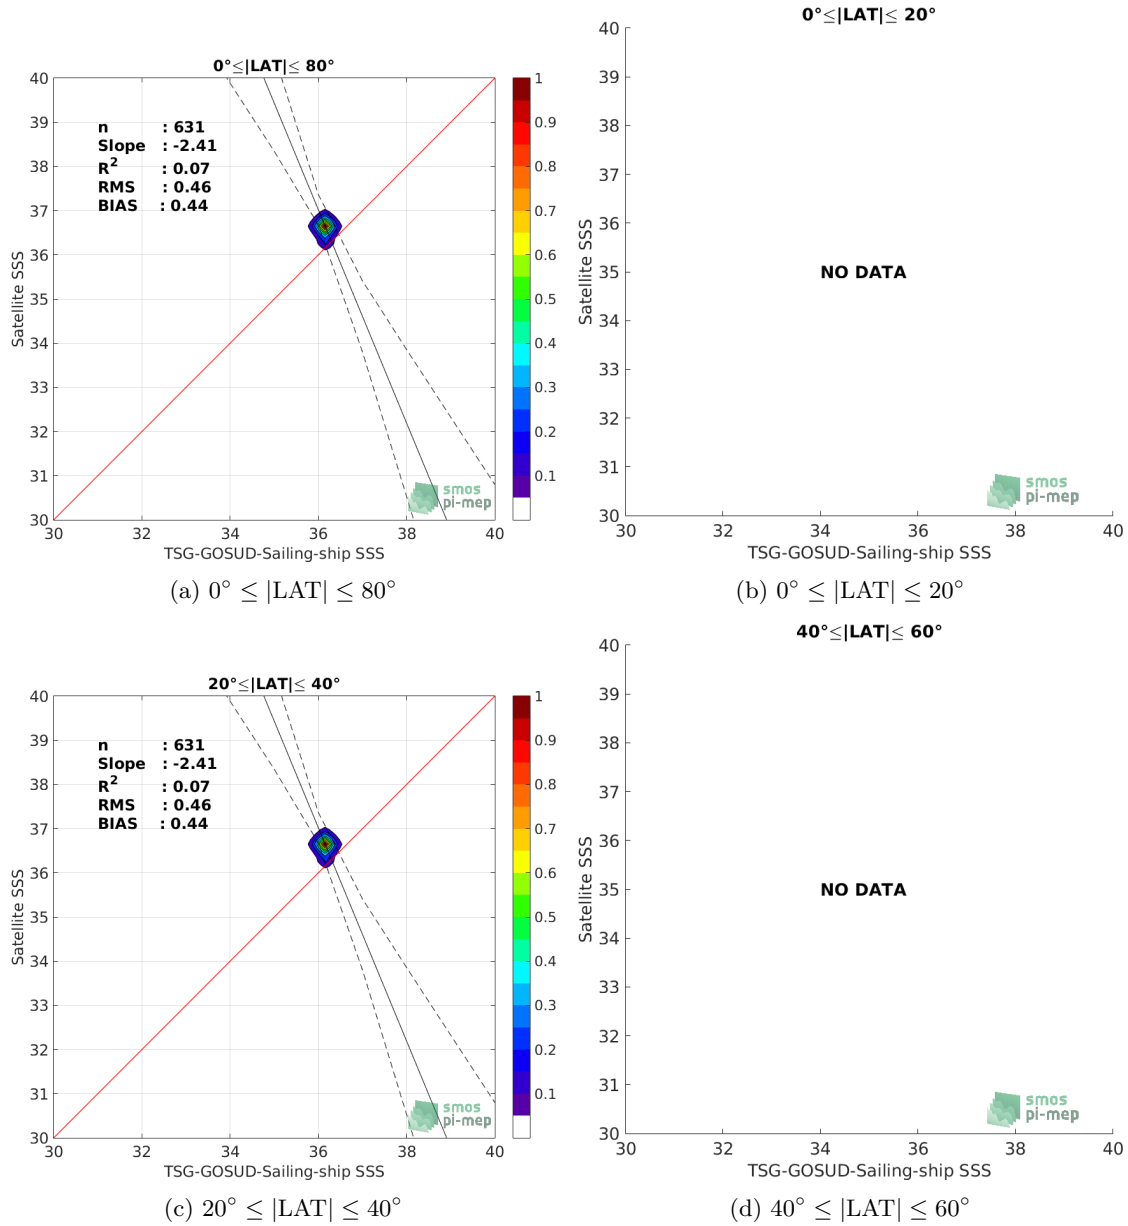 0°≤|LAT|≤ 80°
40
39
38
37
36
35
34
33
32
31
30
Satellite SSS
n : 631
Slope : -2.41
R² : 0.07
RMS : 0.46
BIAS : 0.44
1
0.9
0.8
0.7
0.6
0.5
0.4
0.3
0.2
0.1
smos
pi-mep
30 32 34 36 38 40
TSG-GOSUD-Sailing-ship SSS
(a) 0° ≤ |LAT| ≤ 80°
0°≤|LAT|≤ 20°
40
39
38
37
36
35
34
33
32
31
30
Satellite SSS
NO DATA
smos
pi-mep
30 32 34 36 38 40
TSG-GOSUD-Sailing-ship SSS
(b) 0° ≤ |LAT| ≤ 20°
20°≤|LAT|≤ 40°
40
39
38
37
36
35
34
33
32
31
30
Satellite SSS
n : 631
Slope : -2.41
R² : 0.07
RMS : 0.46
BIAS : 0.44
1
0.9
0.8
0.7
0.6
0.5
0.4
0.3
0.2
0.1
smos
pi-mep
30 32 34 36 38 40
TSG-GOSUD-Sailing-ship SSS
(c) 20° ≤ |LAT| ≤ 40°
40°≤|LAT|≤ 60°
40
39
38
37
36
35
34
33
32
31
30
Satellite SSS
NO DATA
smos
pi-mep
30 32 34 36 38 40
TSG-GOSUD-Sailing-ship SSS
(d) 40° ≤ |LAT| ≤ 60°